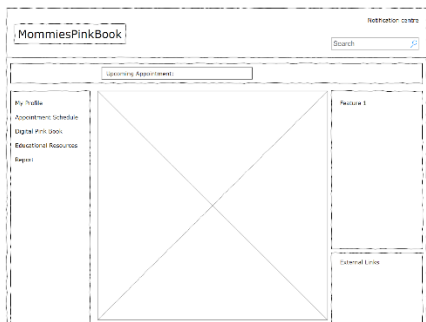 Notification centre
MommiesPinkBook
Search
Upcoming Appointment:
My Profile
Appointment Schedule
Digital Pink Book
Educational Resources
Report
Feature 1
External Links